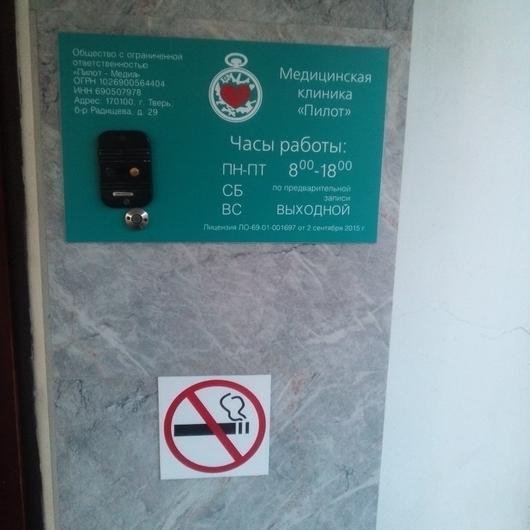 Общество с ограниченной
ответственностью
«Пилот - Медиа»
ОГРН 1026900564404
ИНН 690507978
Адрес: 170100, г. Тверь,
б-р Радищева, д. 29
Медицинская
клиника
«Пилот»
Часы работы:
ПН-ПТ 8⁰⁰-18⁰⁰
СБ по предварительной
записи
ВС ВЫХОДНОЙ
Лицензия ЛО-69-01-001697 от 2 сентября 2015 г